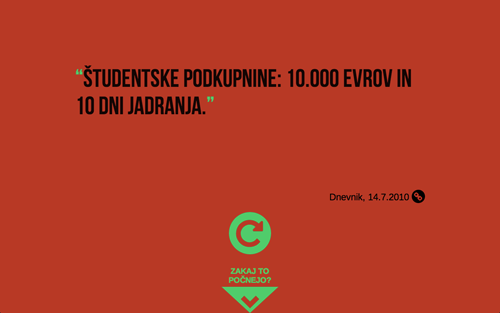 “ŠTUDENTSKE PODKUPNINE: 10.000 EVROV IN
10 DNI JADRANJA.”
Dnevnik, 14.7.2010
ZAKAJ TO
POČNEJO?